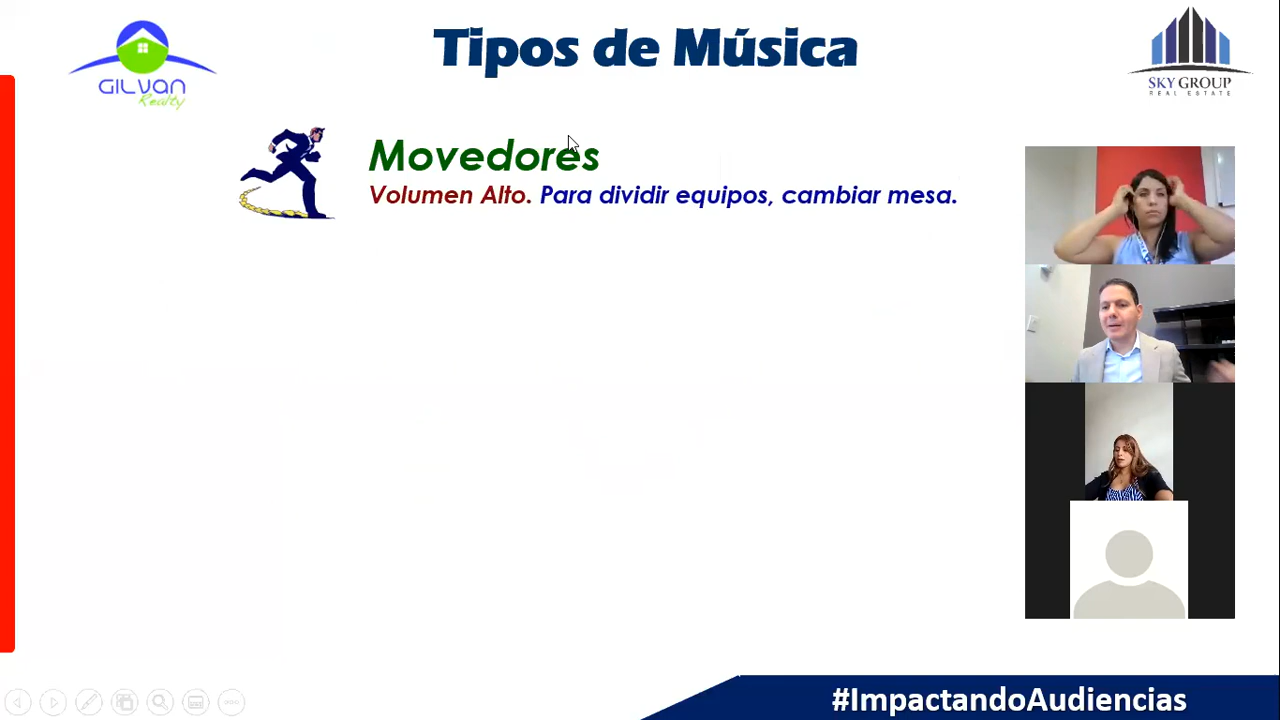 Tipos de Música
GILVAN
Realty
SKY GROUP
REAL ESTATE
Movedores
Volumen Alto. Para dividir equipos, cambiar mesa.
#ImpactandoAudiencias